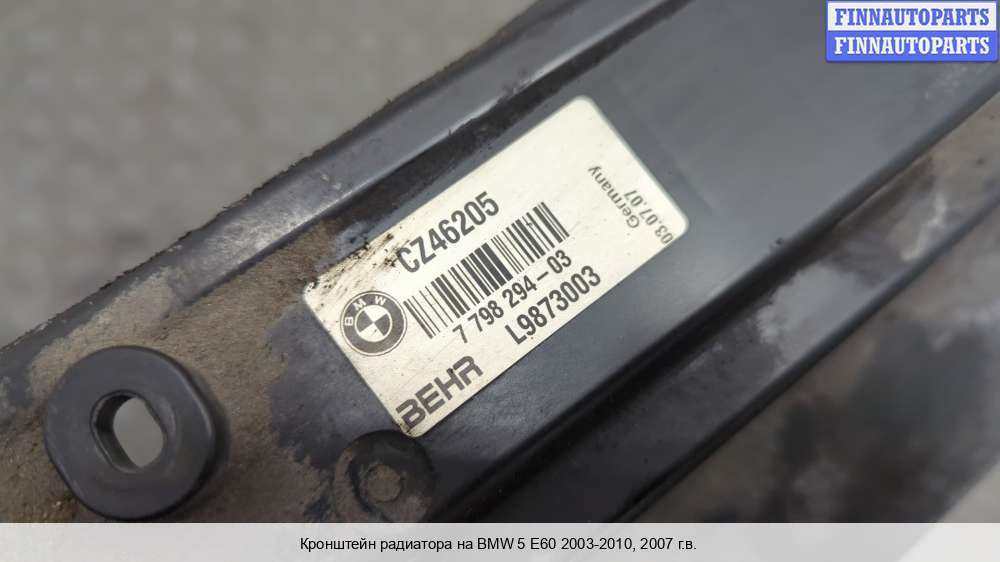 FINNAUTOPARTS
FINNAUTOPARTS
CZ46205
BMW
7 798 294-03
L9873003
BEHR
Germany
03.07.07
Кронштейн радиатора на BMW 5 E60 2003-2010, 2007 г.в.